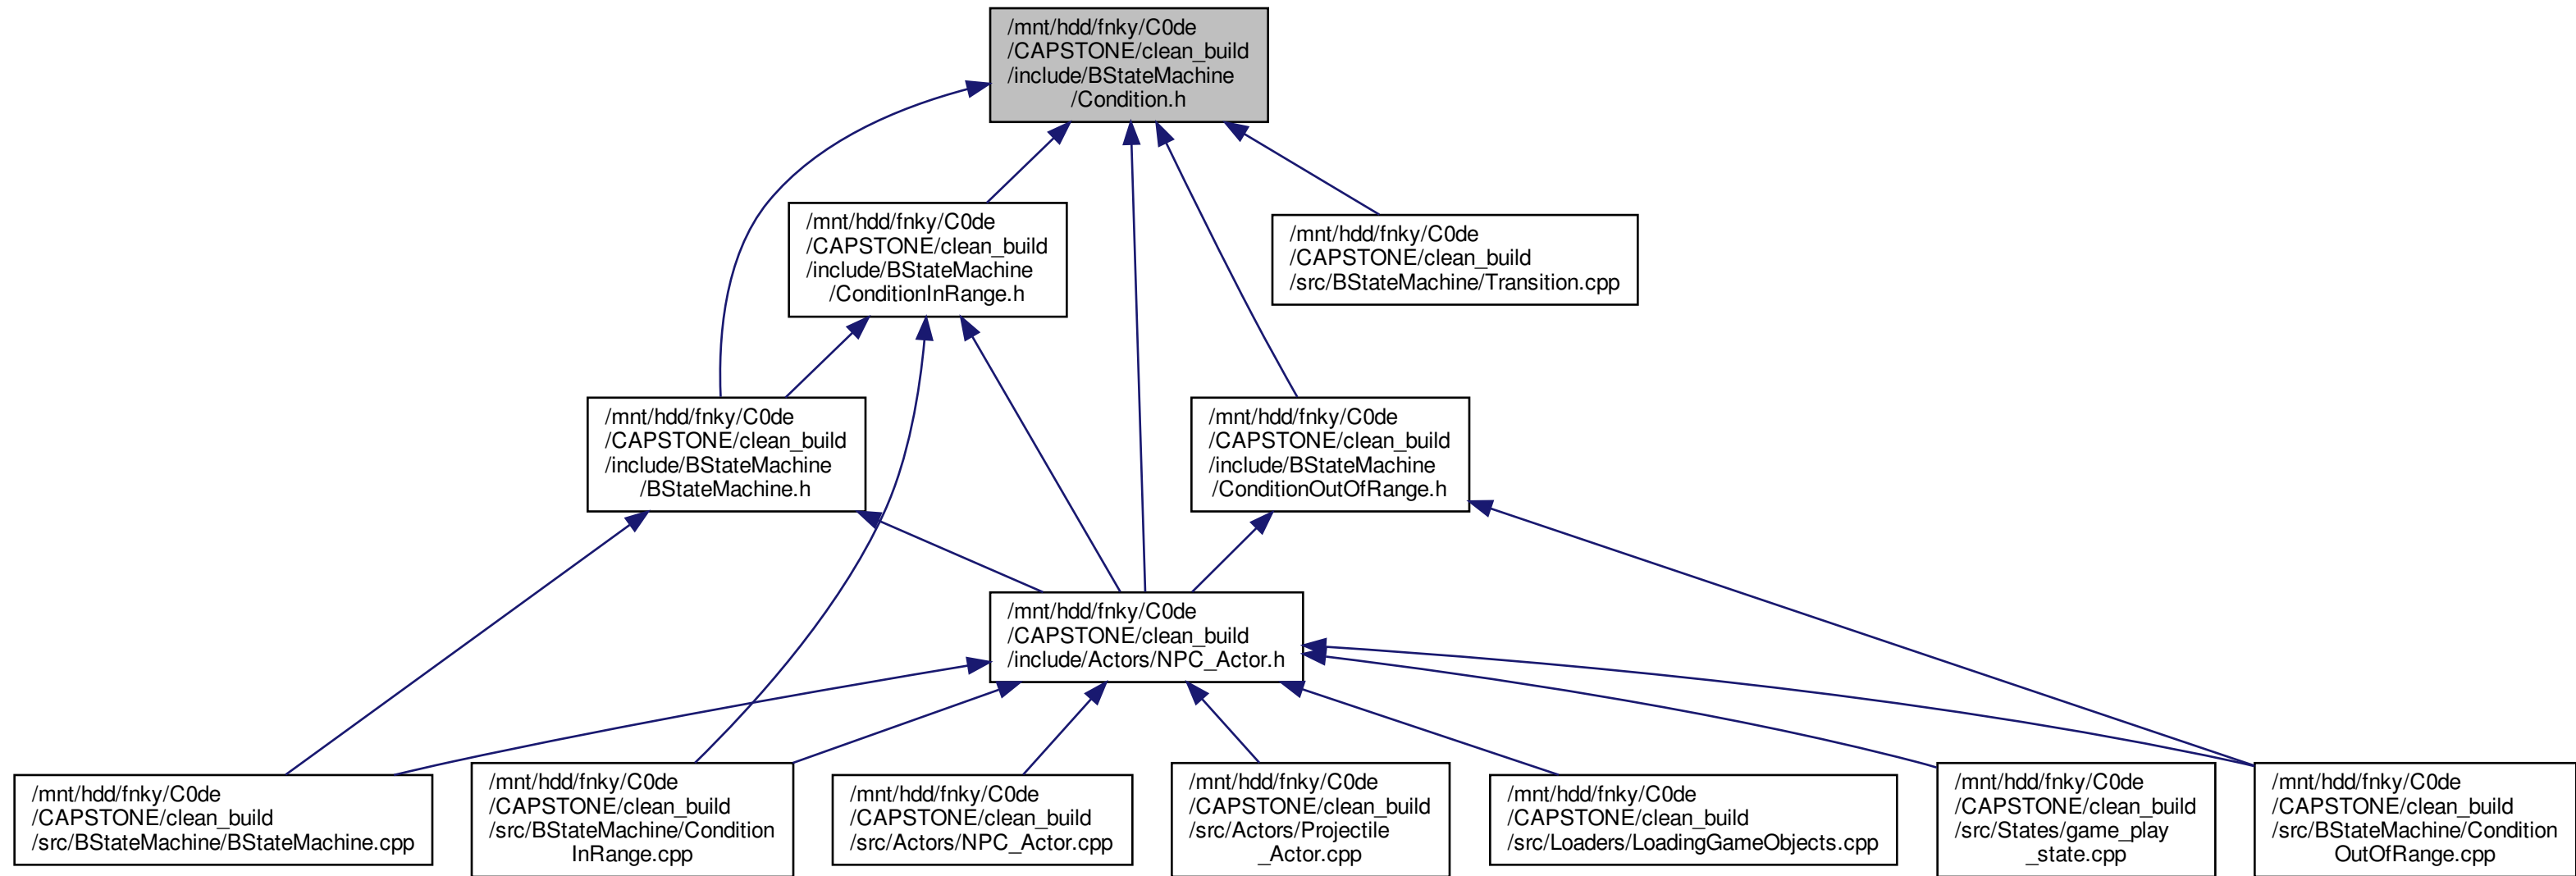 /mnt/hdd/fnky/C0de
/CAPSTONE/clean_build
/include/BStateMachine
/Condition.h
/mnt/hdd/fnky/C0de
/CAPSTONE/clean_build
/include/BStateMachine
/ConditionInRange.h
/mnt/hdd/fnky/C0de
/CAPSTONE/clean_build
/src/BStateMachine/Transition.cpp
/mnt/hdd/fnky/C0de
/CAPSTONE/clean_build
/include/BStateMachine
/BStateMachine.h
/mnt/hdd/fnky/C0de
/CAPSTONE/clean_build
/include/BStateMachine
/ConditionOutOfRange.h
/mnt/hdd/fnky/C0de
/CAPSTONE/clean_build
/include/Actors/NPC_Actor.h
/mnt/hdd/fnky/C0de
/CAPSTONE/clean_build
/src/BStateMachine/BStateMachine.cpp
/mnt/hdd/fnky/C0de
/CAPSTONE/clean_build
/src/BStateMachine/Condition
InRange.cpp
/mnt/hdd/fnky/C0de
/CAPSTONE/clean_build
/src/Actors/NPC_Actor.cpp
/mnt/hdd/fnky/C0de
/CAPSTONE/clean_build
/src/Actors/Projectile
_Actor.cpp
/mnt/hdd/fnky/C0de
/CAPSTONE/clean_build
/src/Loaders/LoadingGameObjects.cpp
/mnt/hdd/fnky/C0de
/CAPSTONE/clean_build
/src/States/game_play
_state.cpp
/mnt/hdd/fnky/C0de
/CAPSTONE/clean_build
/src/BStateMachine/Condition
OutOfRange.cpp